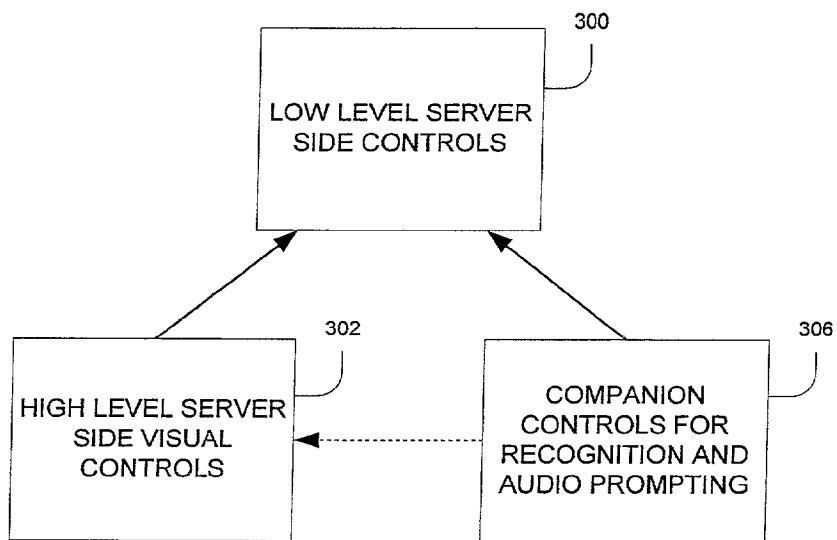 300
LOW LEVEL SERVER
SIDE CONTROLS
302
HIGH LEVEL SERVER
SIDE VISUAL
CONTROLS
306
COMPANION
CONTROLS FOR
RECOGNITION AND
AUDIO PROMPTING